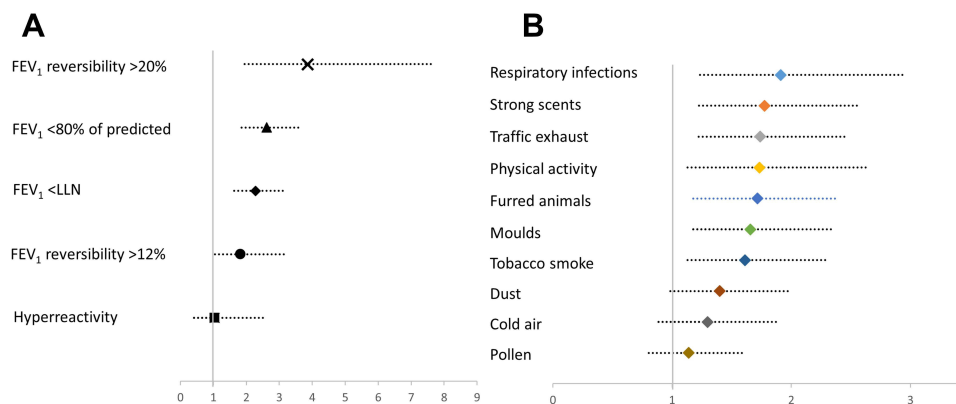 A
FEV₁ reversibility >20%
FEV₁ <80% of predicted
FEV₁ <LLN
FEV₁ reversibility >12%
Hyperreactivity
0 1 2 3 4 5 6 7 8 9
B
Respiratory infections
Strong scents
Traffic exhaust
Physical activity
Furred animals
Moulds
Tobacco smoke
Dust
Cold air
Pollen
0 1 2 3